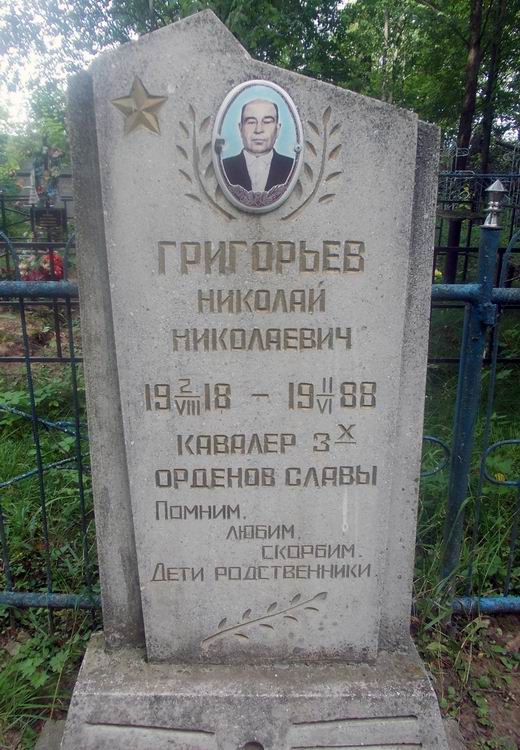 ГРИГОРЬЕВ
НИКОЛАЙ
НИКОЛАЕВИЧ
19 2/VIII 18 – 19 11/VI 88
КАВАЛЕР 3Х
ОРДЕНОВ СЛАВЫ
ПОМНИМ,
ЛЮБИМ,
СКОРБИМ.
ДЕТИ РОДСТВЕННИКИ.